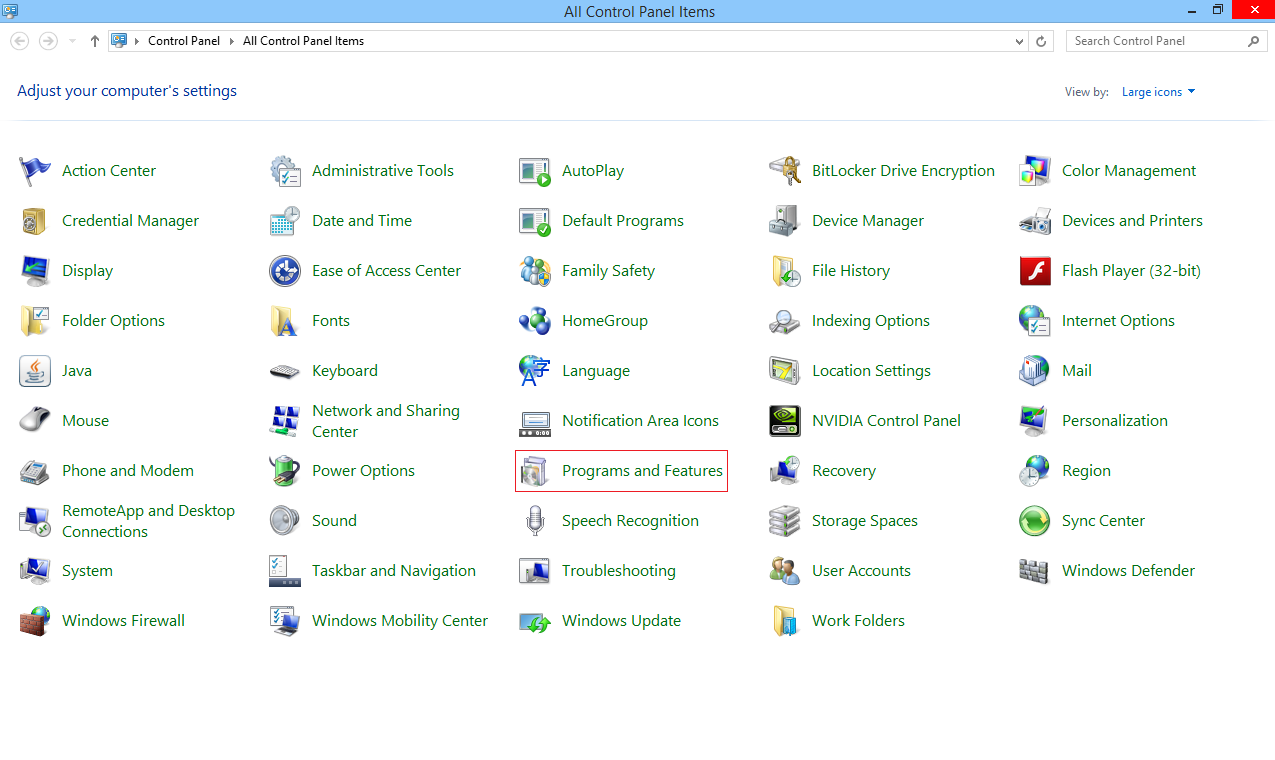 All Control Panel Items
Control Panel All Control Panel Items
Search Control Panel
Adjust your computer's settings
View by: Large icons
Action Center
Administrative Tools
AutoPlay
BitLocker Drive Encryption
Color Management
Credential Manager
Date and Time
Default Programs
Device Manager
Devices and Printers
Display
Ease of Access Center
Family Safety
File History
Flash Player (32-bit)
Folder Options
Fonts
HomeGroup
Indexing Options
Internet Options
Java
Keyboard
Language
Location Settings
Mail
Mouse
Network and Sharing
Center
Notification Area Icons
NVIDIA Control Panel
Personalization
Phone and Modem
Power Options
Programs and Features
Recovery
Region
RemoteApp and Desktop
Connections
Sound
Speech Recognition
Storage Spaces
Sync Center
System
Taskbar and Navigation
Troubleshooting
User Accounts
Windows Defender
Windows Firewall
Windows Mobility Center
Windows Update
Work Folders